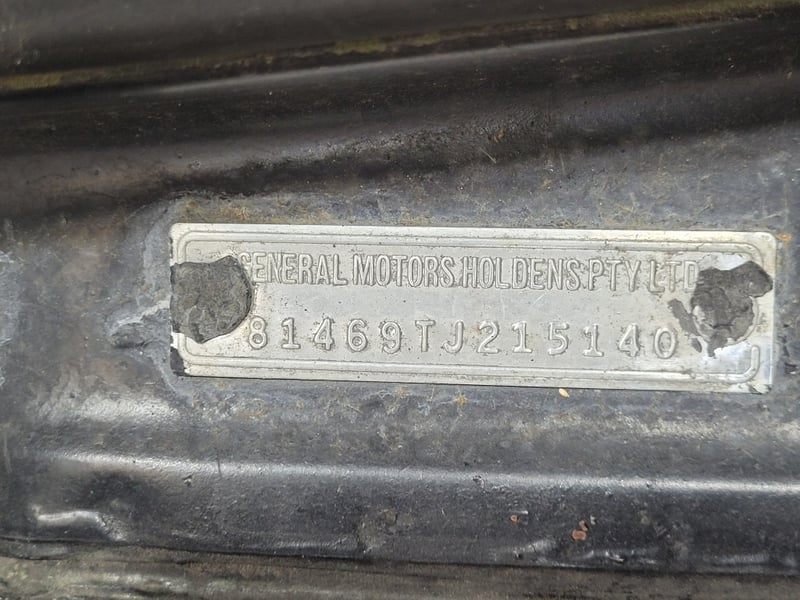 GENERAL MOTORS.HOLDENS.PTY LTD
81469TJ215140